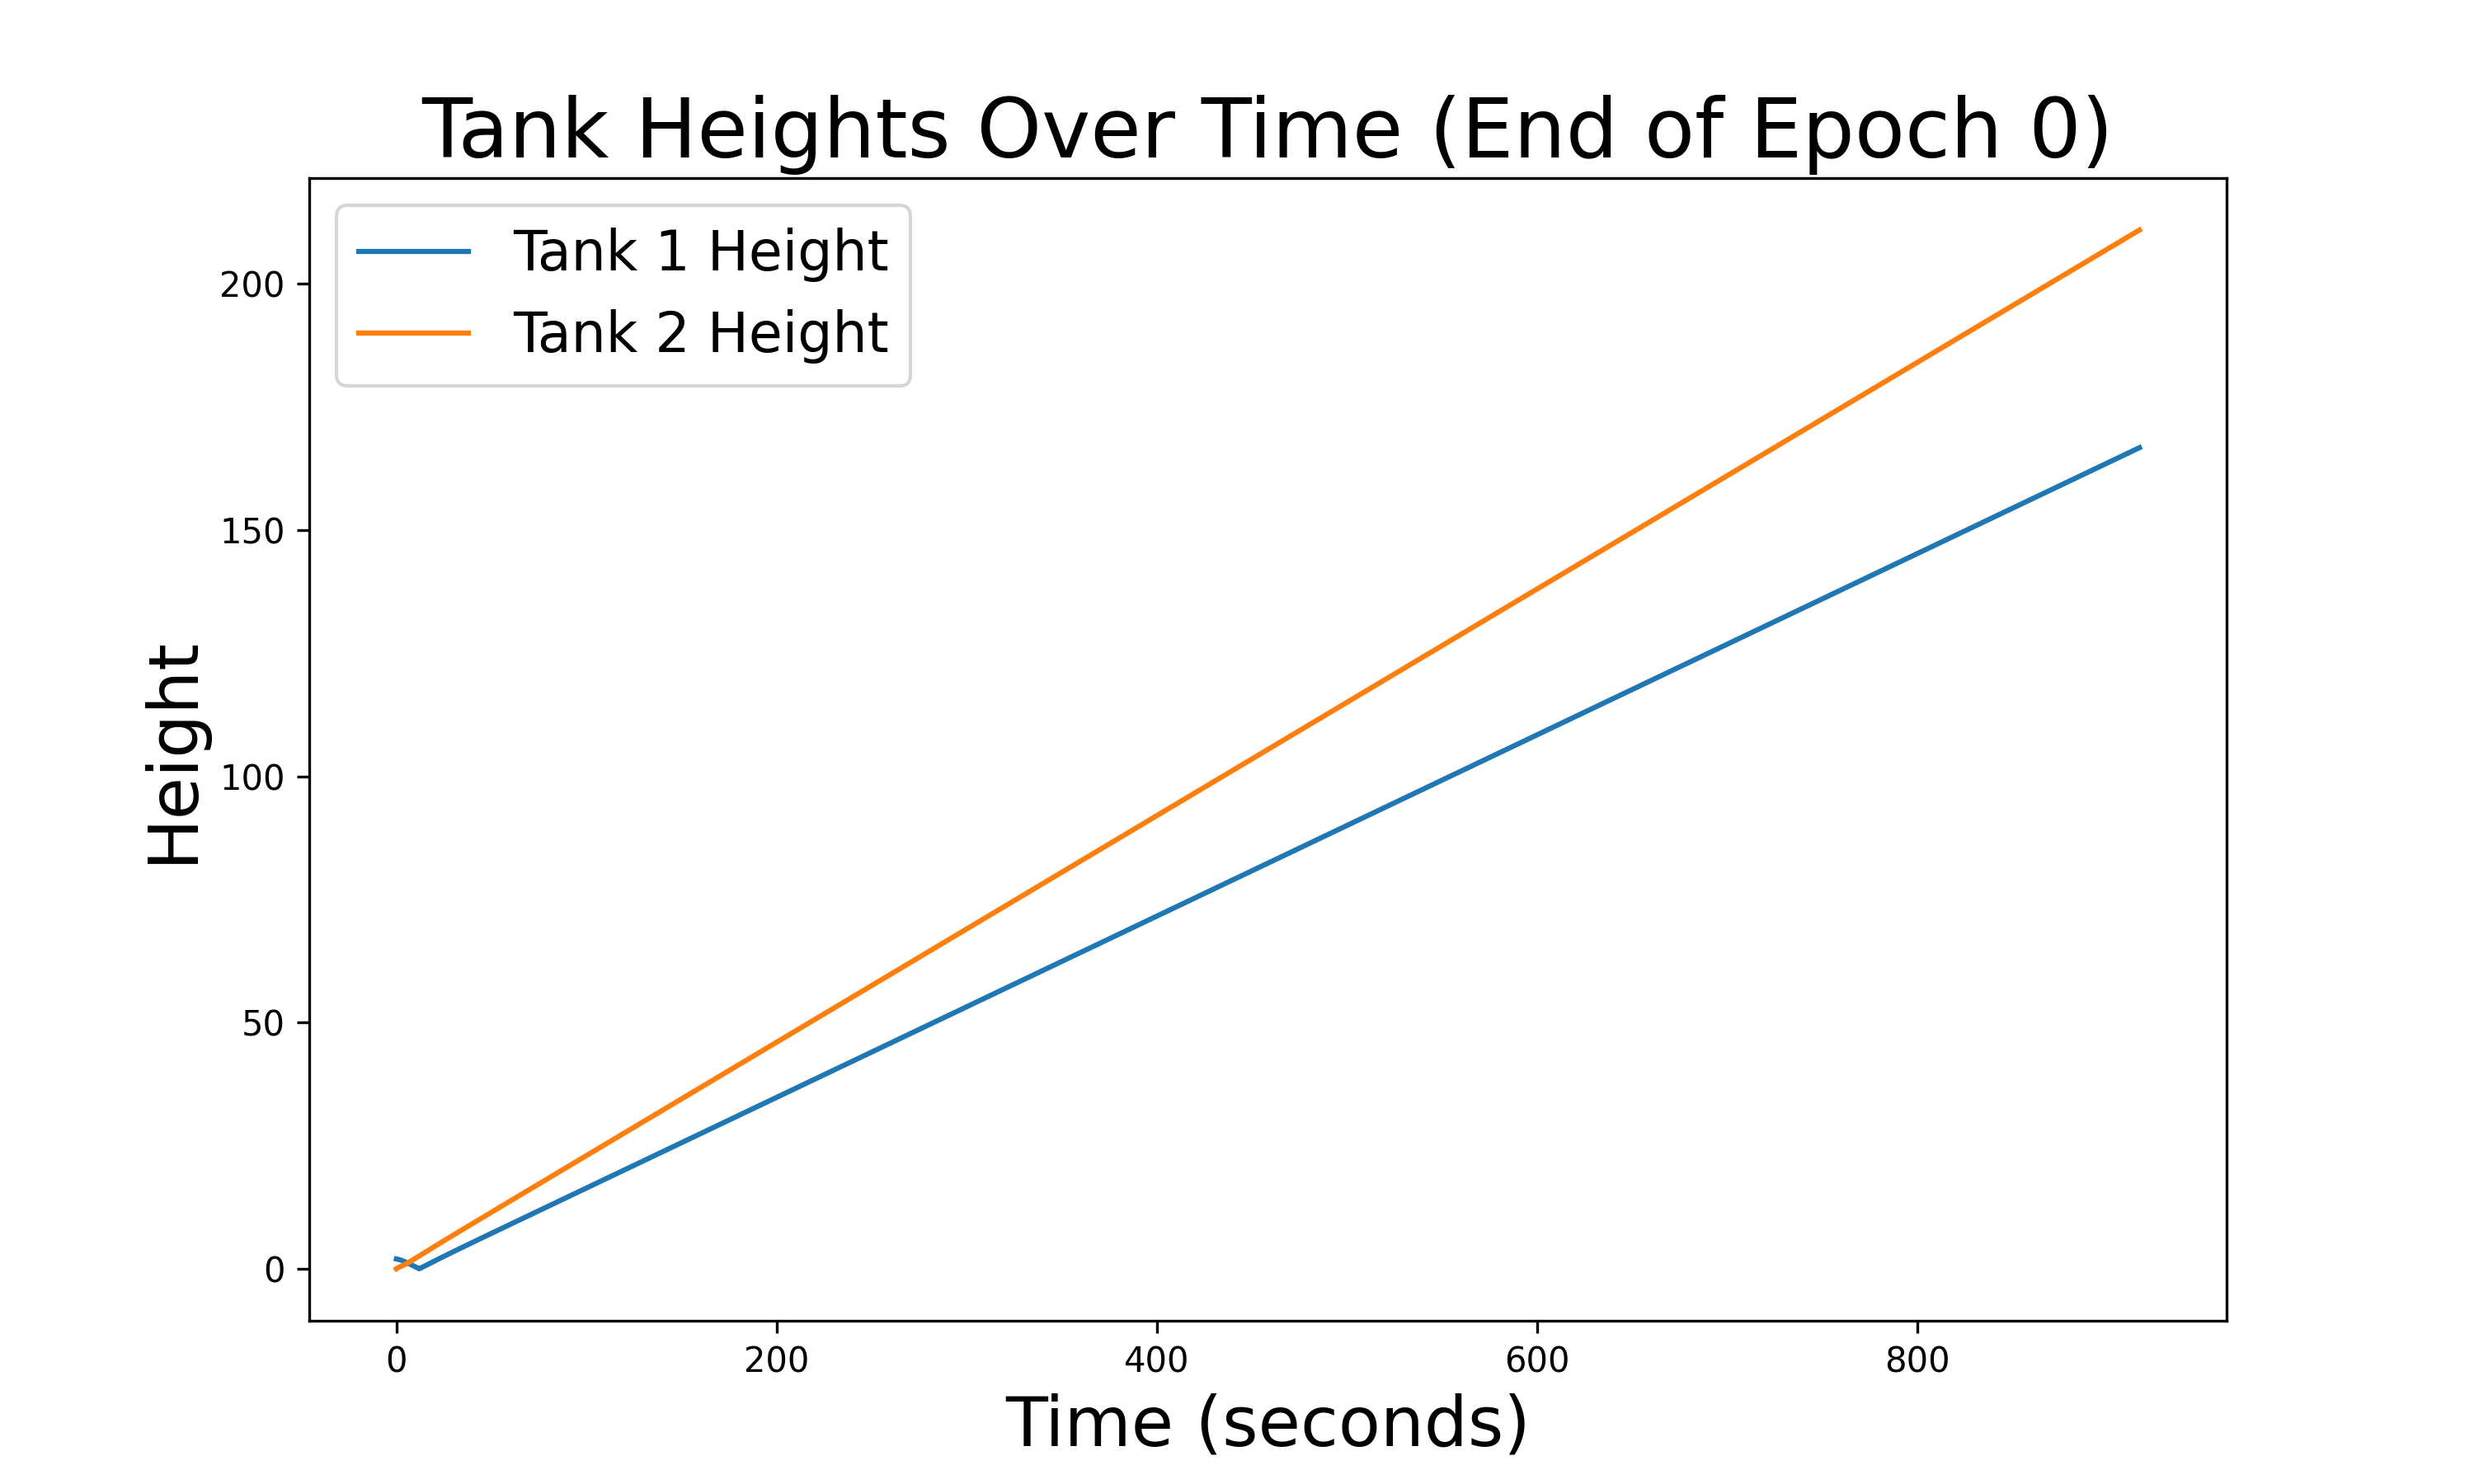 Tank Heights Over Time (End of Epoch 0)
Tank 1 Height
Tank 2 Height
Height
200
150
100
50
0
0 200 400 600 800
Time (seconds)